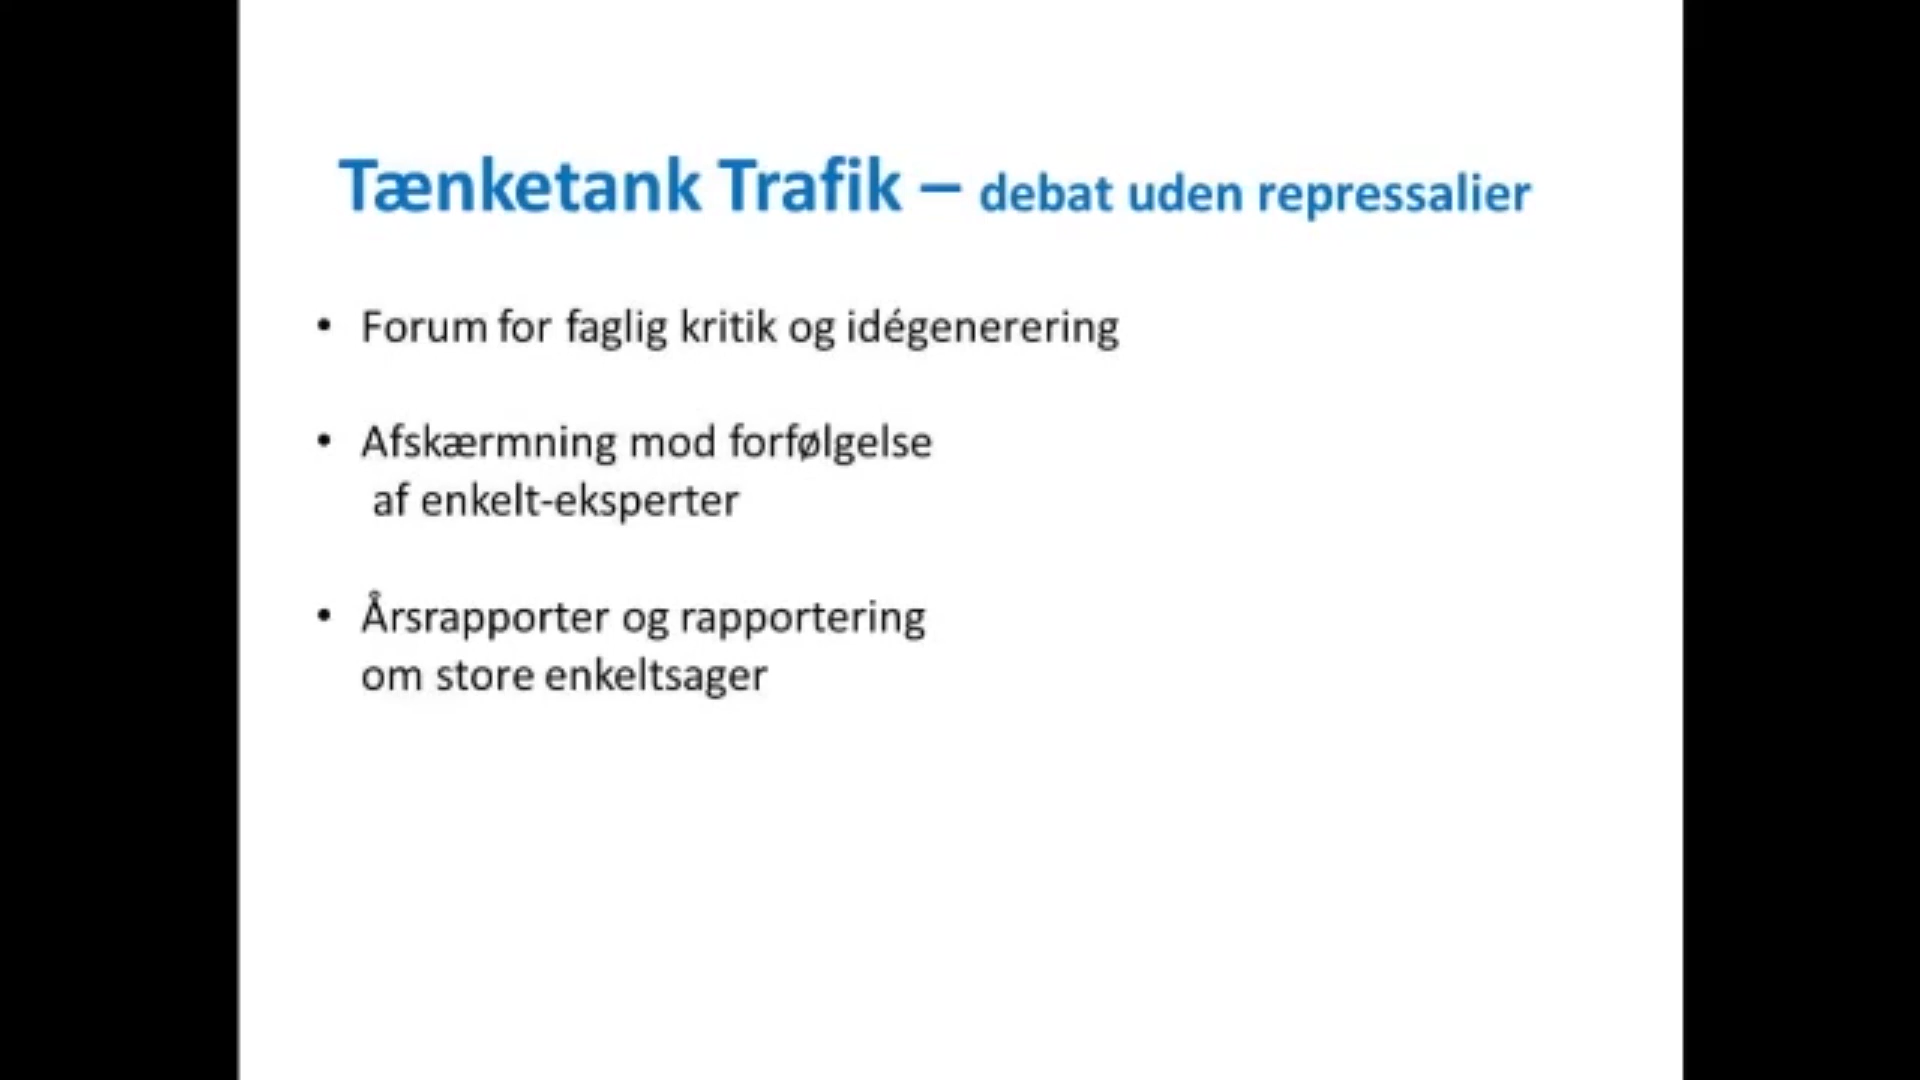 Tænketank Trafik – debat uden repressalier
• Forum for faglig kritik og idégenerering
• Afskærmning mod forfølgelse
af enkelt-eksperter
• Årsrapporter og rapportering
om store enkeltsager